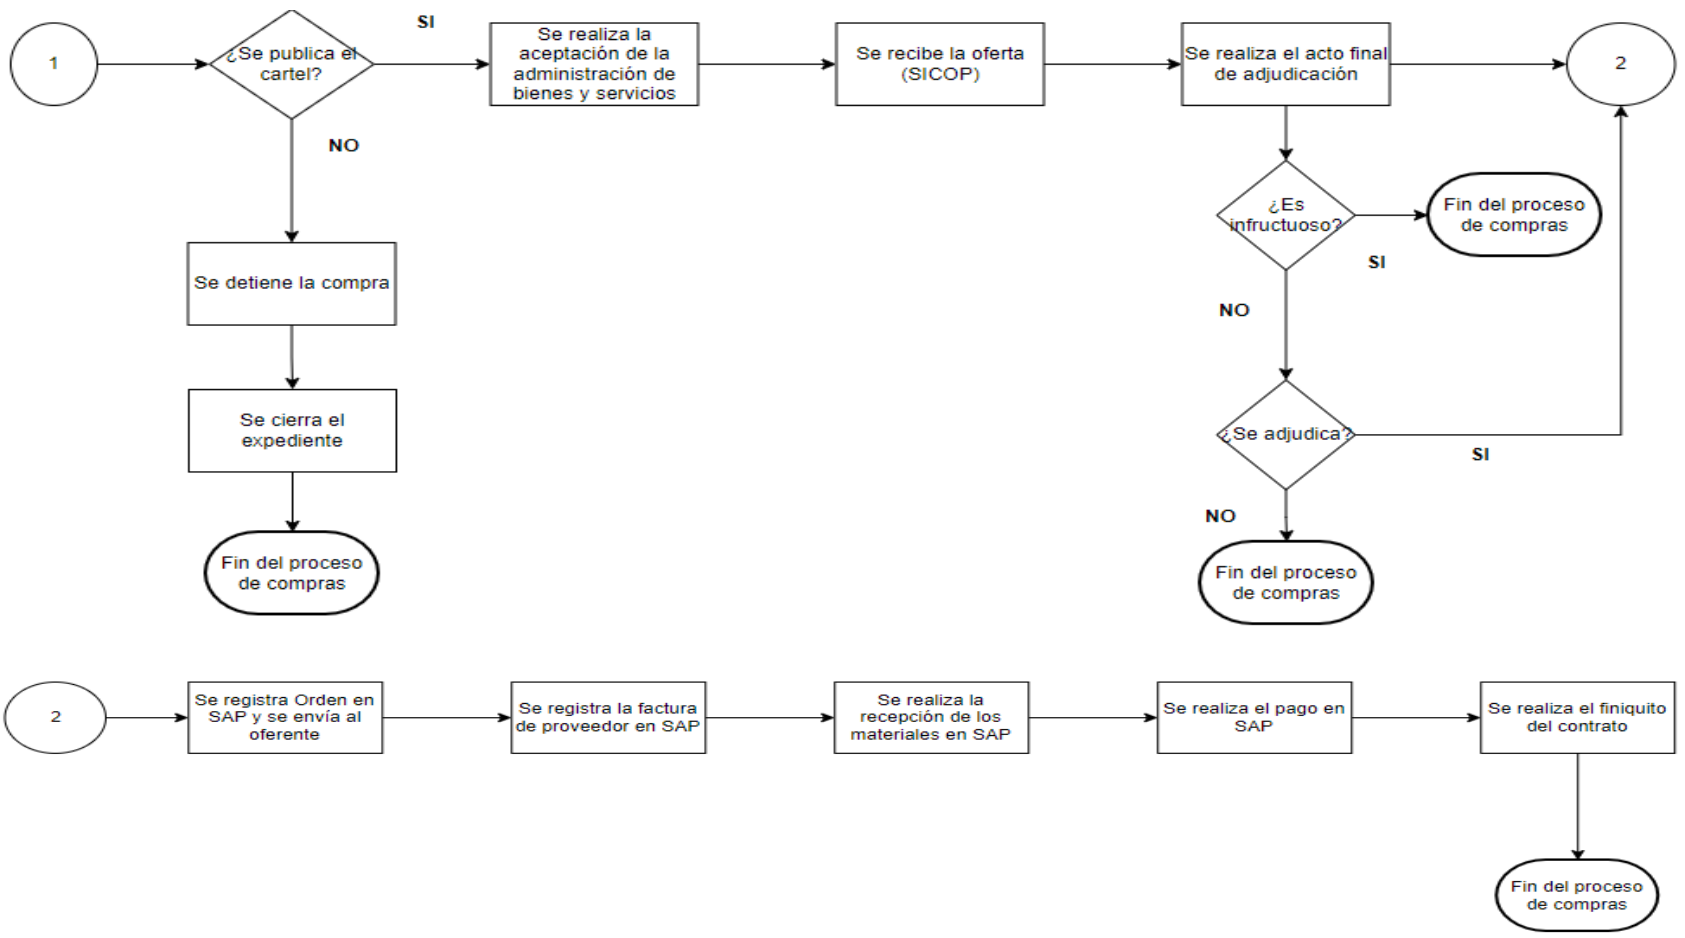 1
¿Se publica el
cartel?
SI
Se realiza la
aceptación de la
administración de
bienes y servicios
Se recibe la oferta
(SICOP)
Se realiza el acto final
de adjudicación
2
NO
Se detiene la compra
Se cierra el
expediente
Fin del proceso
de compras
¿Es
infructuoso?
SI
Fin del proceso
de compras
NO
¿Se adjudica?
SI
NO
Fin del proceso
de compras
2
Se registra Orden en
SAP y se envía al
oferente
Se registra la factura
de proveedor en SAP
Se realiza la
recepción de los
materiales en SAP
Se realiza el pago en
SAP
Se realiza el finiquito
del contrato
Fin del proceso
de compras